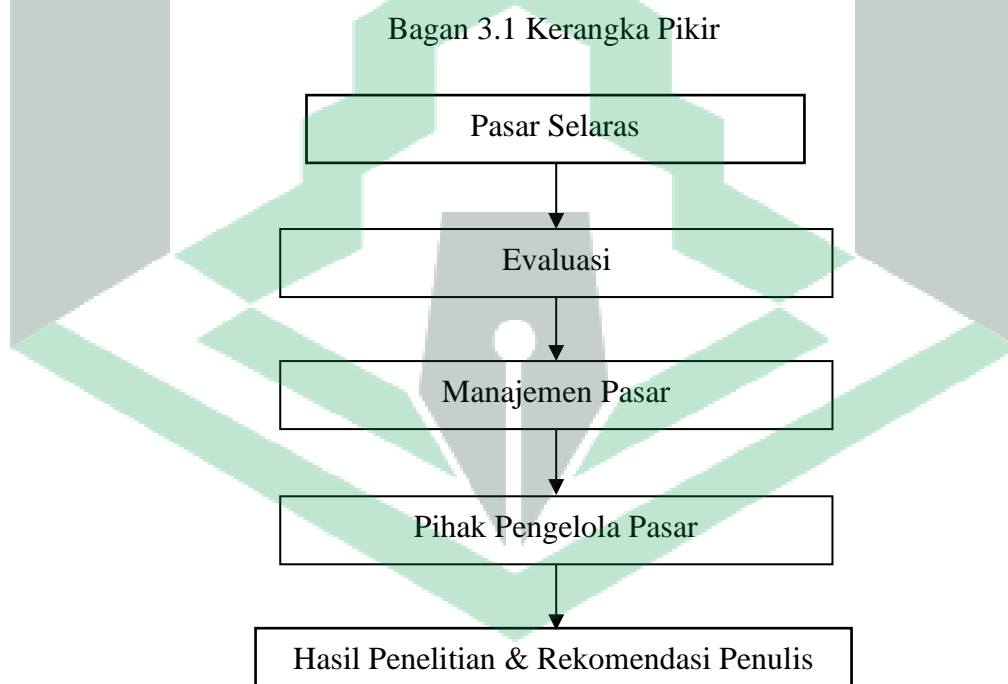 Bagan 3.1 Kerangka Pikir
Pasar Selaras
Evaluasi
Manajemen Pasar
Pihak Pengelola Pasar
Hasil Penelitian & Rekomendasi Penulis